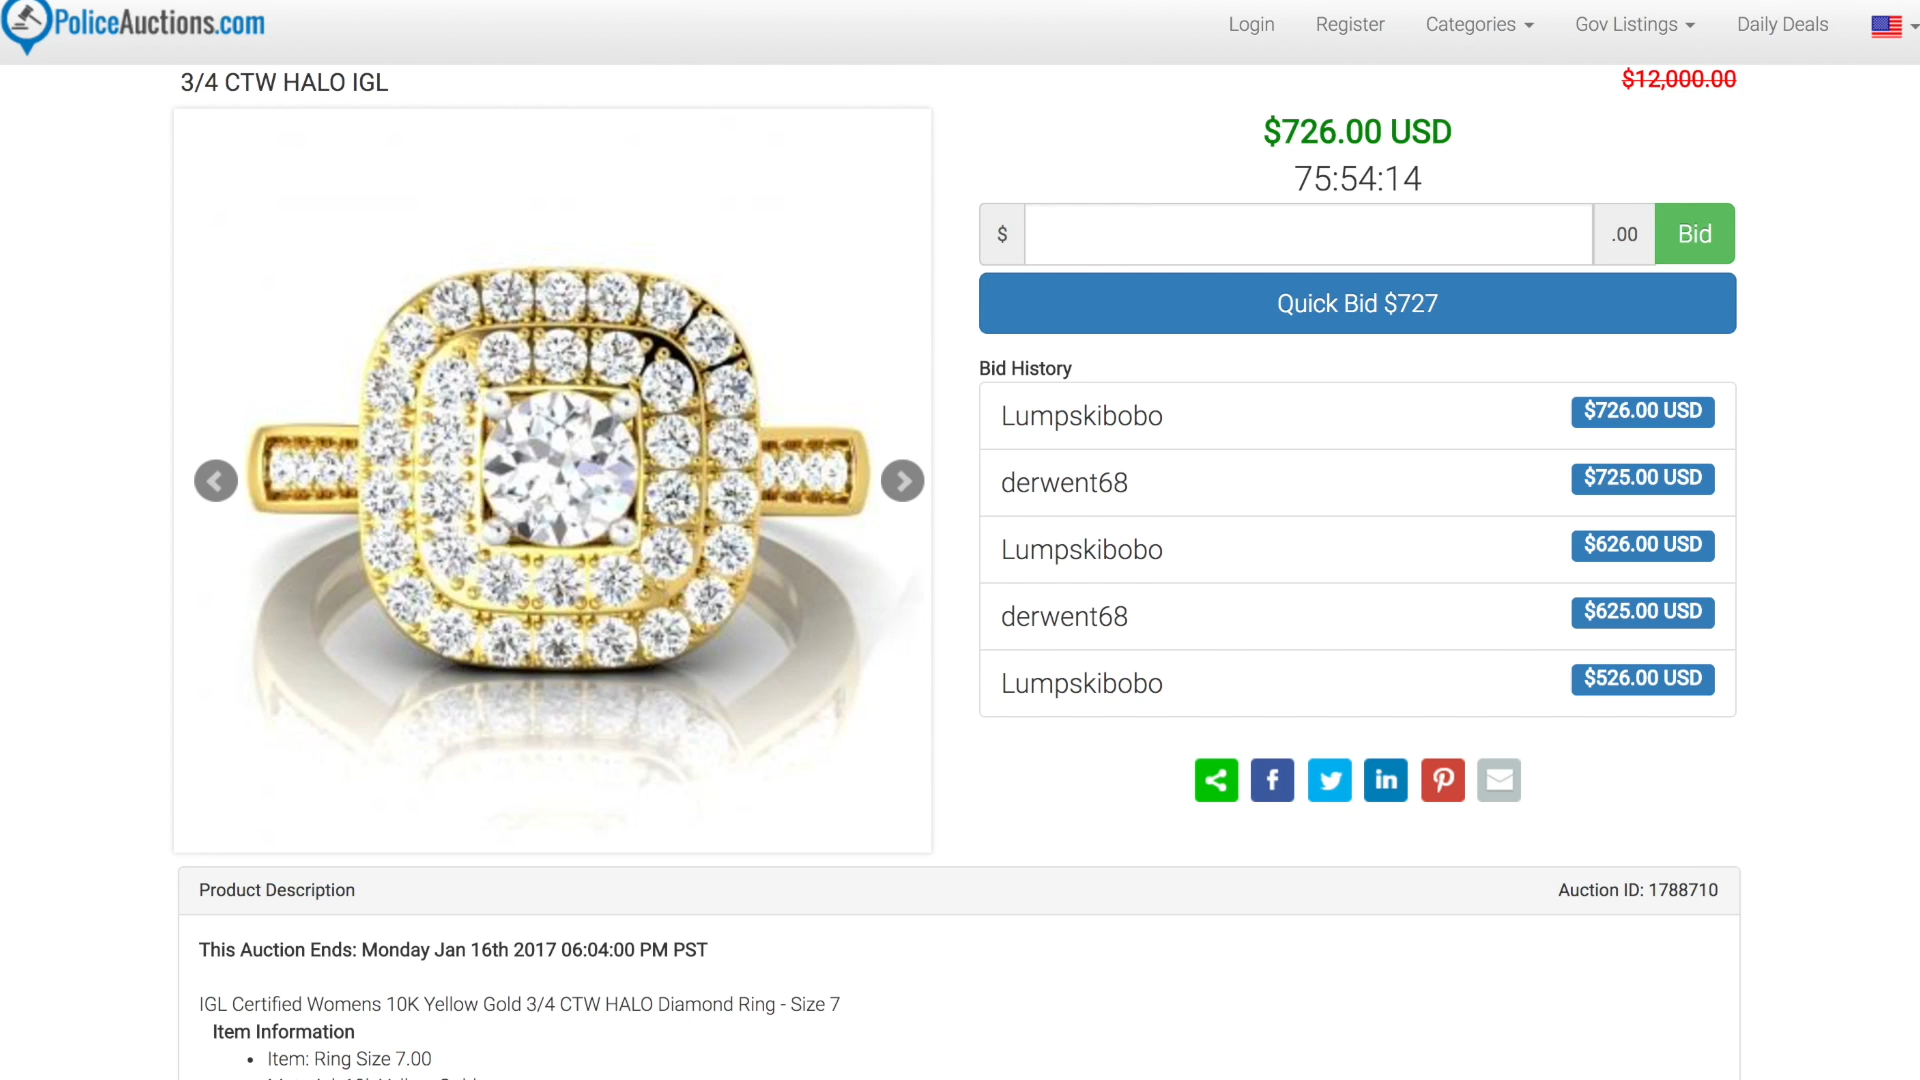 PoliceAuctions.com
Login Register Categories Gov Listings Daily Deals
3/4 CTW HALO IGL
$12,000.00
$726.00 USD
75:54:14
$ .00 Bid
Quick Bid $727
Bid History
Lumpskibobo $726.00 USD
derwent68 $725.00 USD
Lumpskibobo $626.00 USD
derwent68 $625.00 USD
Lumpskibobo $526.00 USD
Product Description Auction ID: 1788710
This Auction Ends: Monday Jan 16th 2017 06:04:00 PM PST
IGL Certified Womens 10K Yellow Gold 3/4 CTW HALO Diamond Ring - Size 7
Item Information
• Item: Ring Size 7.00